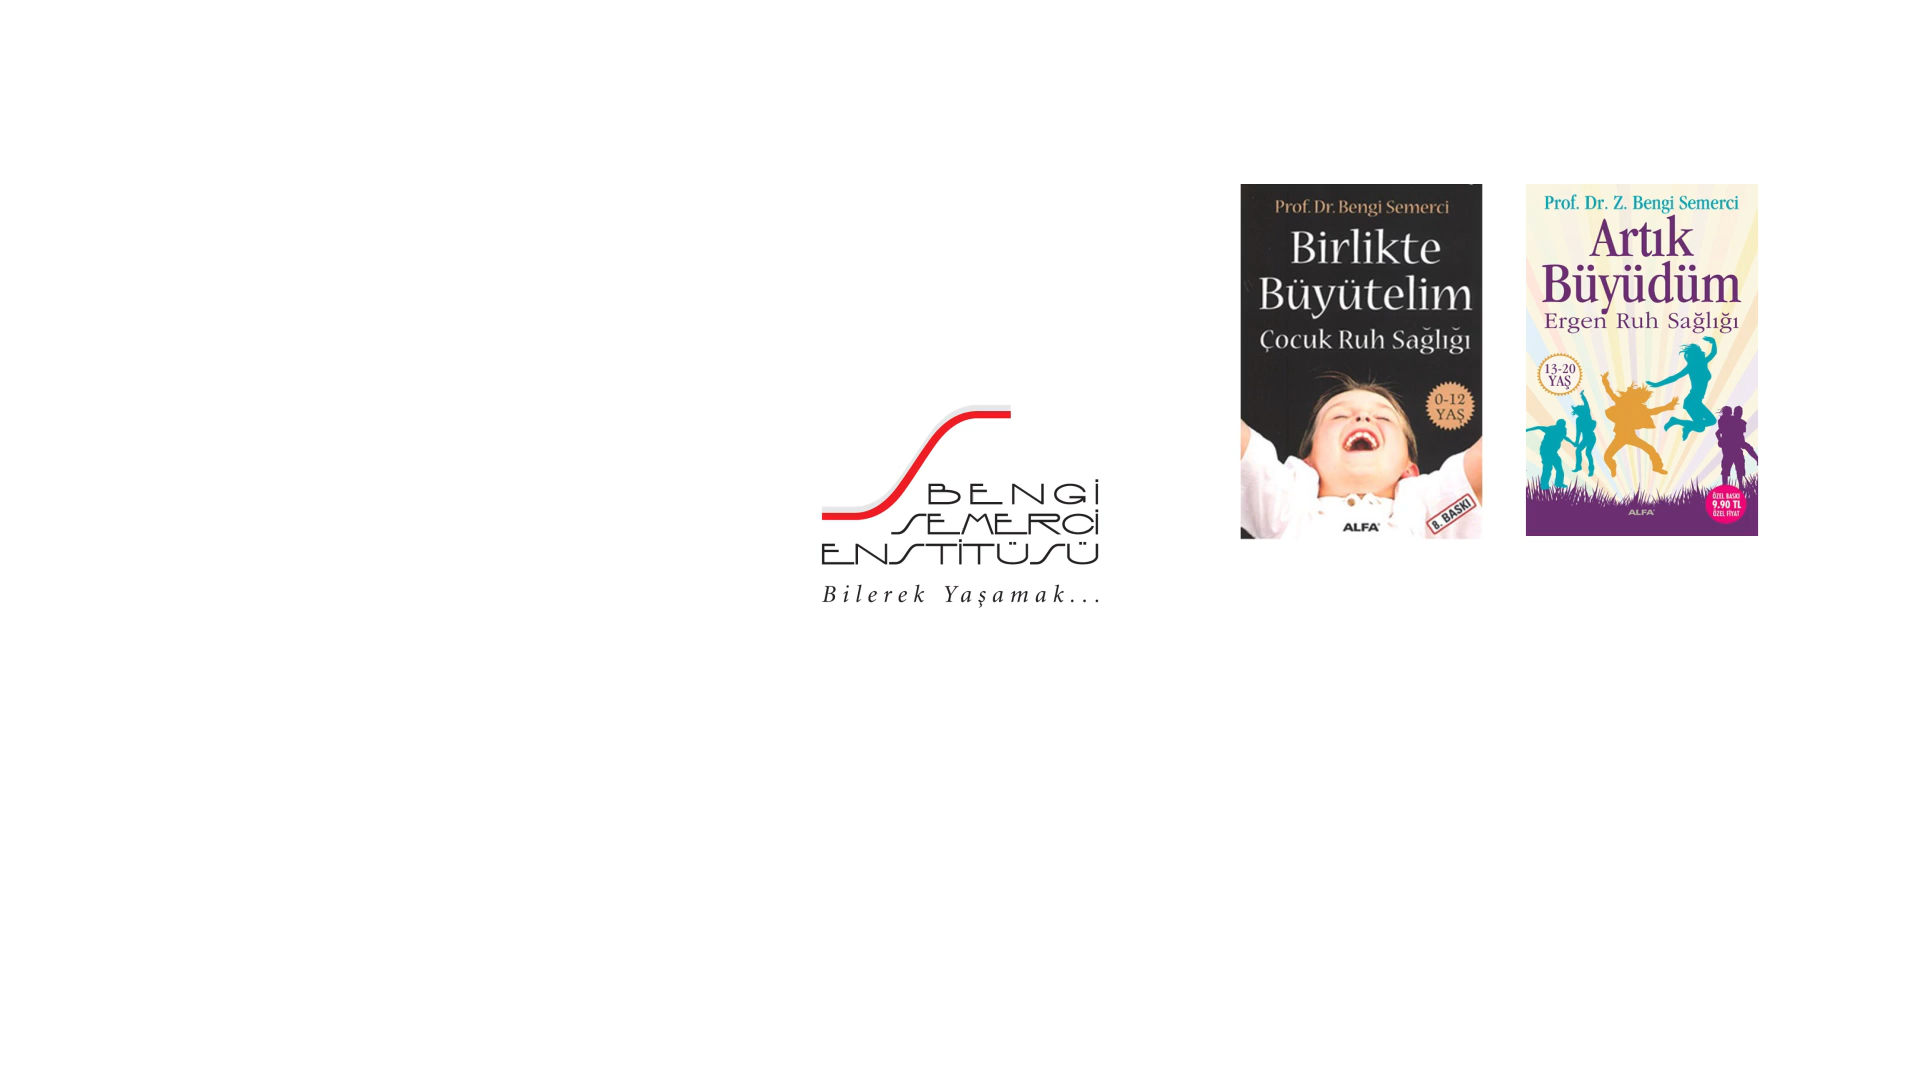 BENGİ
SEMERCİ
ENSTİTÜSÜ
Bilerek Yaşamak...
Prof. Dr. Bengi Semerci
Birlikte
Büyütelim
Çocuk Ruh Sağlığı
0-12
YAŞ
8. BASKI
ALFA
Prof. Dr. Z. Bengi Semerci
Artık
Büyüdüm
Ergen Ruh Sağlığı
13-20
YAŞ
ÖZEL BASKI
9.90 TL
ÖZEL FİYAT
ALFA